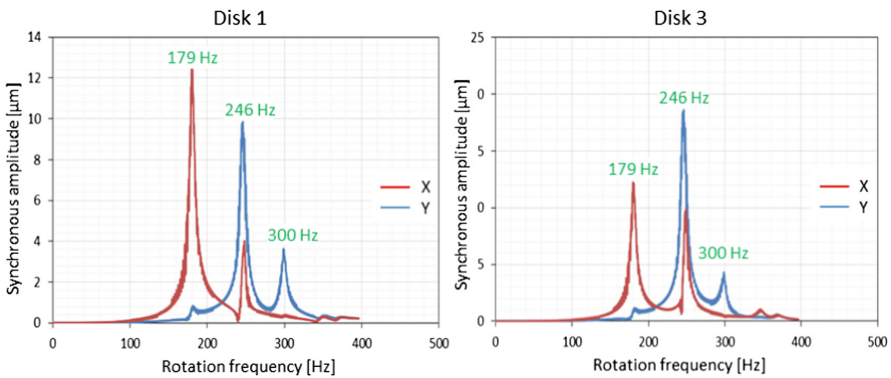 Disk 1
14
12
10
8
6
4
2
0
Synchronous amplitude [μm]
179 Hz
246 Hz
300 Hz
X
Y
0
100
200
300
400
500
Rotation frequency [Hz]
Disk 3
25
0
5
0
5
0
Synchronous amplitude [μm]
179 Hz
246 Hz
300 Hz
X
Y
0
100
200
300
400
500
Rotation frequency [Hz]